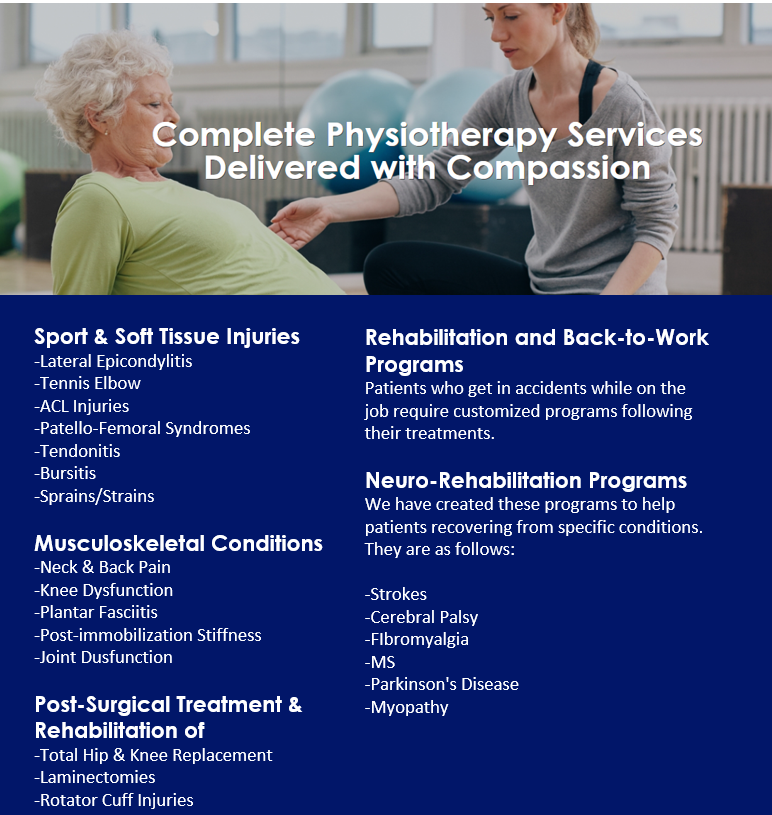 Complete Physiotherapy Services
Delivered with Compassion
Sport & Soft Tissue Injuries
-Lateral Epicondylitis
-Tennis Elbow
-ACL Injuries
-Patello-Femoral Syndromes
-Tendonitis
-Bursitis
-Sprains/Strains
Musculoskeletal Conditions
-Neck & Back Pain
-Knee Dysfunction
-Plantar Fasciitis
-Post-immobilization Stiffness
-Joint Dusfunction
Post-Surgical Treatment &
Rehabilitation of
-Total Hip & Knee Replacement
-Laminectomies
-Rotator Cuff Injuries
Rehabilitation and Back-to-Work
Programs
Patients who get in accidents while on the
job require customized programs following
their treatments.
Neuro-Rehabilitation Programs
We have created these programs to help
patients recovering from specific conditions.
They are as follows:
-Strokes
-Cerebral Palsy
-FIbromyalgia
-MS
-Parkinson's Disease
-Myopathy